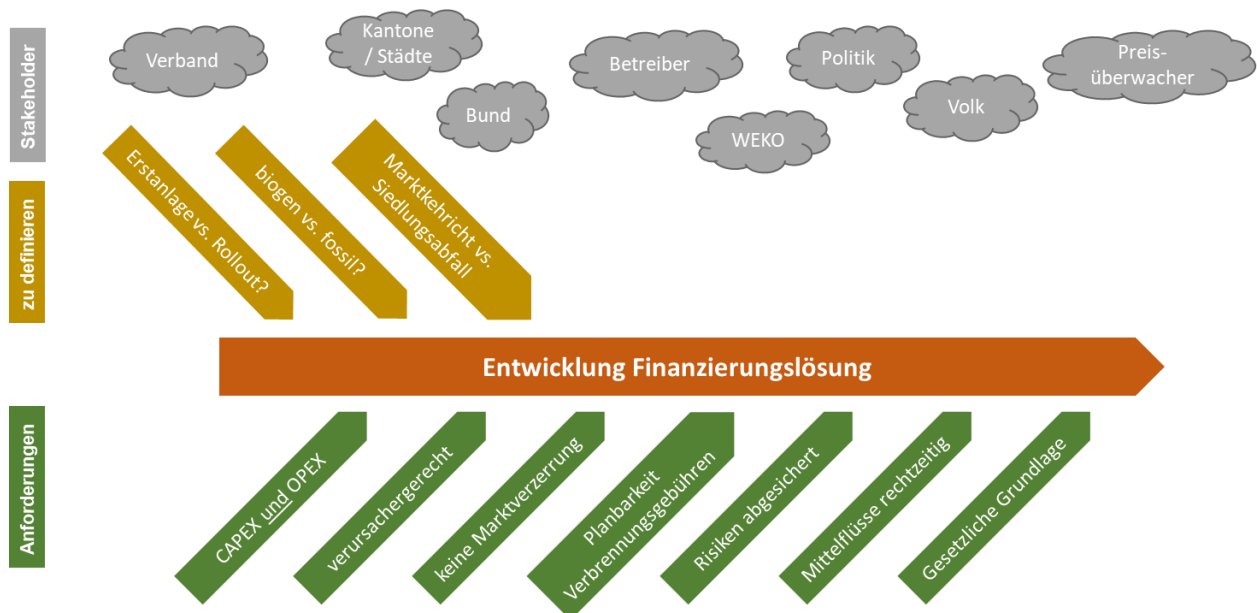 Stakeholder
Verband
Kantone
/ Städte
Bund
Betreiber
WEKO
Politik
Volk
Preis-
überwacher
zu definieren
Erstanlage vs. Rollout?
biogen vs. fossil?
Marktkehricht vs.
Siedlungsabfall
Entwicklung Finanzierungslösung
Anforderungen
CAPEX und OPEX
verursachergerecht
keine Marktverzerrung
Planbarkeit
Verbrennungsgebühren
Risiken abgesichert
Mittelflüsse rechtzeitig
Gesetzliche Grundlage